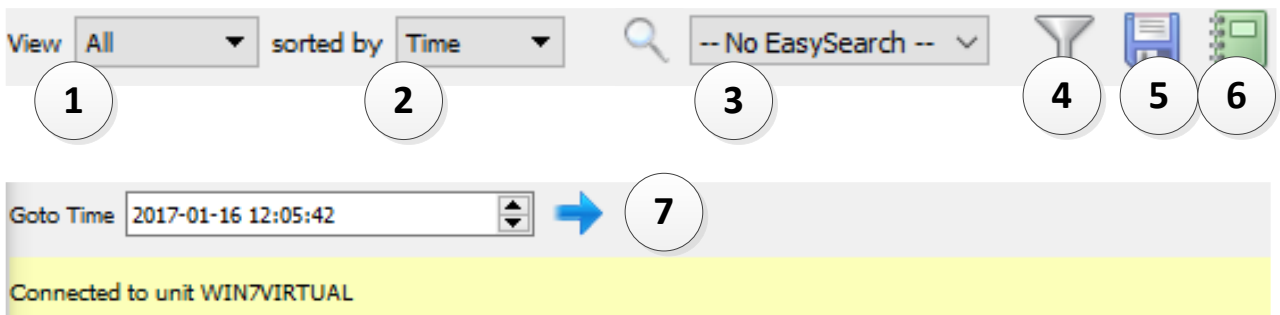 View All sorted by Time -- No EasySearch --
1 2 3 4 5 6
Goto Time 2017-01-16 12:05:42 7
Connected to unit WIN7VIRTUAL